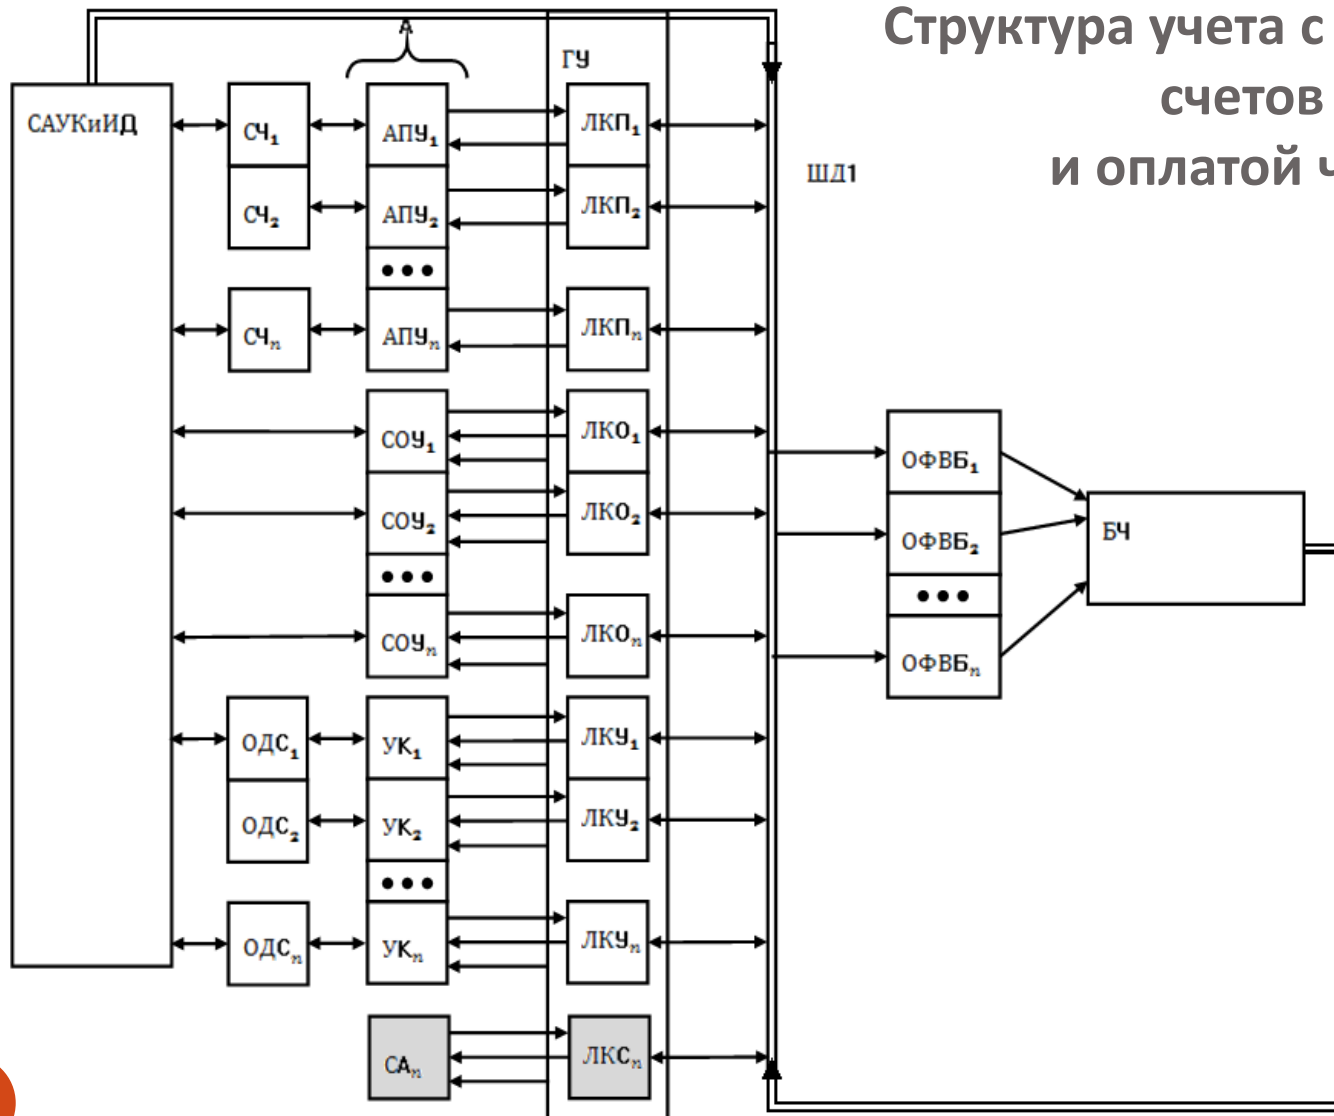 Структура учета с
счетов
и оплатой ч
А
ГУ
САУКиИД
СЧ₁
АПУ₁
ЛКП₁
ШД1
СЧ₂
АПУ₂
ЛКП₂
•••
СЧₙ
АПУₙ
ЛКПₙ
СОУ₁
ЛКО₁
ОФВБ₁
СОУ₂
ЛКО₂
ОФВБ₂
БЧ
•••
•••
СОУₙ
ЛКОₙ
ОФВБₙ
ОДС₁
УК₁
ЛКУ₁
ОДС₂
УК₂
ЛКУ₂
•••
ОДСₙ
УКₙ
ЛКУₙ
САₙ
ЛКСₙ